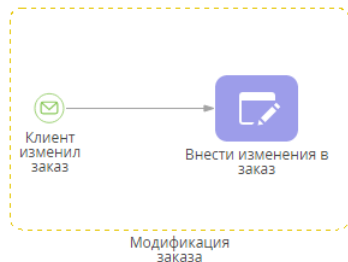 Клиент
изменил
заказ
Внести изменения в
заказ
Модификация
заказа